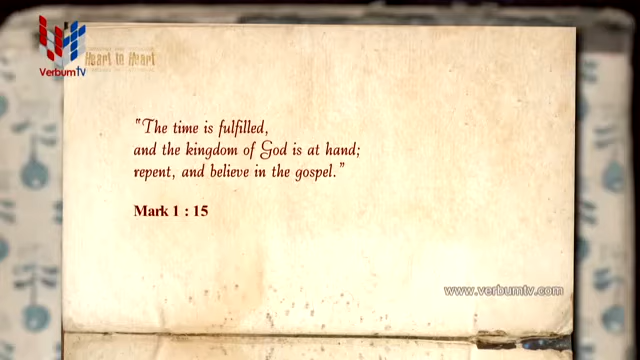 VerbumTV
Heart to Heart
"The time is fulfilled,
and the kingdom of God is at hand;
repent, and believe in the gospel."
Mark 1 : 15
www.verbumtv.com